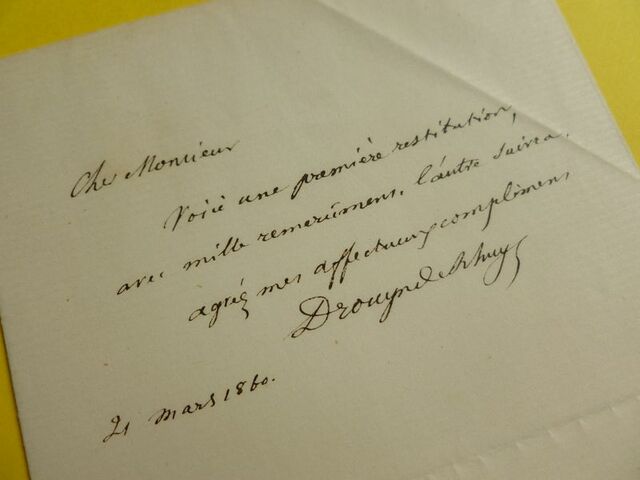 Cher Monsieur
Voici une première restitution,
avec mille remercimens. l'autre suivra.
agréez mes affectueux complimens
Drouyn de Lhuys
21 mars 1860.